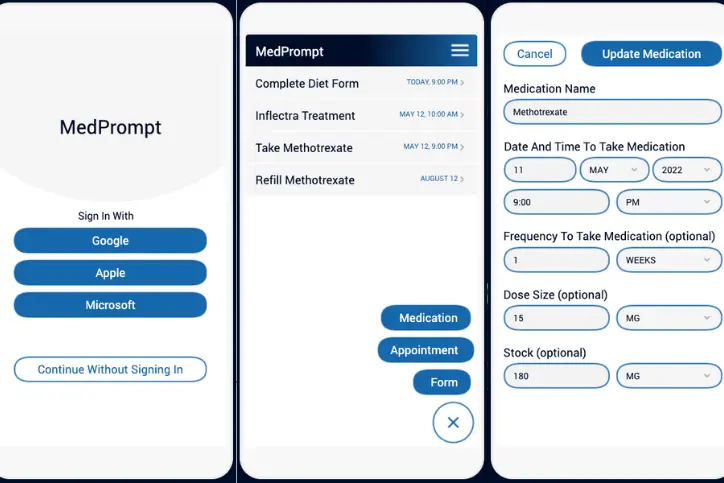 MedPrompt
Sign In With
Google
Apple
Microsoft
Continue Without Signing In
MedPrompt
Complete Diet Form TODAY, 9:00 PM >
Inflectra Treatment MAY 12, 10:00 AM >
Take Methotrexate MAY 12, 9:00 PM >
Refill Methotrexate AUGUST 12 >
Medication
Appointment
Form
Cancel Update Medication
Medication Name
Methotrexate
Date And Time To Take Medication
11 MAY 2022
9:00 PM
Frequency To Take Medication (optional)
1 WEEKS
Dose Size (optional)
15 MG
Stock (optional)
180 MG